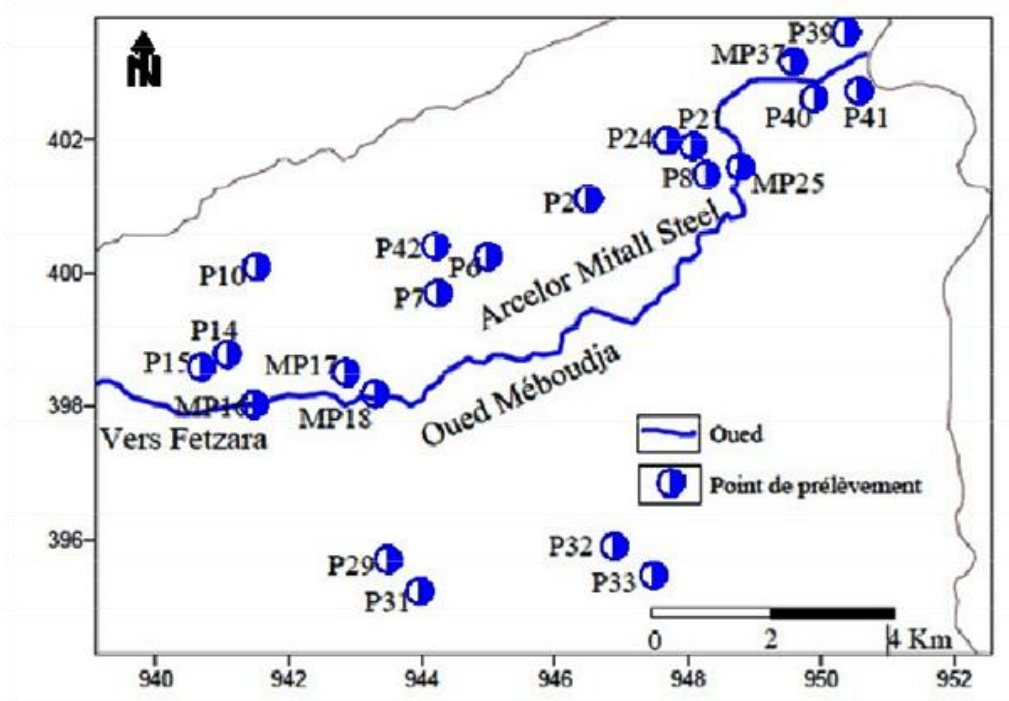 N
P39
MP37
P40
P41
402
P24
P21
P8
MP25
P2
Arcelor Mitall Steel
P42
P6
400
P10
P7
P14
P15
MP17
398
MP16
MP18
Oued Méboudja
Vers Fetzara
Oued
Point de prélèvement
396
P29
P31
P32
P33
0 2 4 Km
940 942 944 946 948 950 952